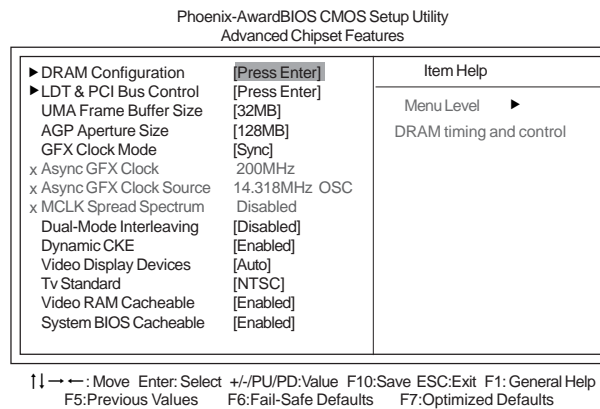 Phoenix-AwardBIOS CMOS Setup Utility
Advanced Chipset Features
▶DRAM Configuration [Press Enter]
▶LDT & PCI Bus Control [Press Enter]
UMA Frame Buffer Size [32MB]
AGP Aperture Size [128MB]
GFX Clock Mode [Sync]
x Async GFX Clock 200MHz
x Async GFX Clock Source 14.318MHz OSC
x MCLK Spread Spectrum Disabled
Dual-Mode Interleaving [Disabled]
Dynamic CKE [Enabled]
Video Display Devices [Auto]
Tv Standard [NTSC]
Video RAM Cacheable [Enabled]
System BIOS Cacheable [Enabled]
Item Help
Menu Level ▶
DRAM timing and control
↑↓→←: Move Enter: Select +/-/PU/PD:Value F10:Save ESC:Exit F1: General Help
F5:Previous Values F6:Fail-Safe Defaults F7:Optimized Defaults